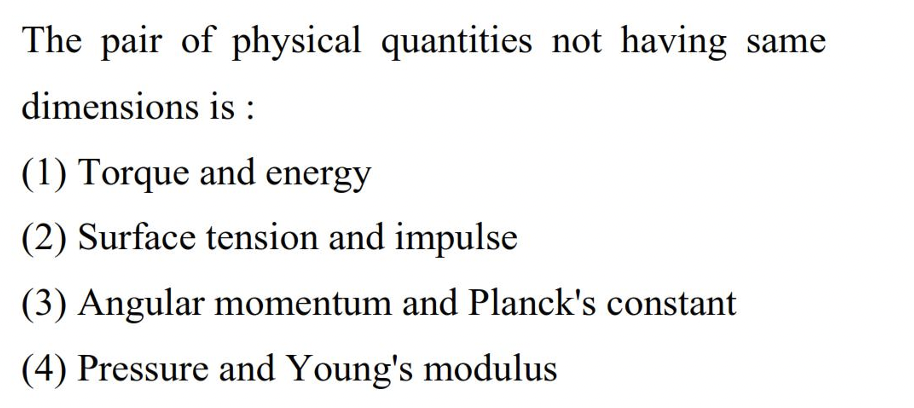 The pair of physical quantities not having same
dimensions is :
(1) Torque and energy
(2) Surface tension and impulse
(3) Angular momentum and Planck's constant
(4) Pressure and Young's modulus